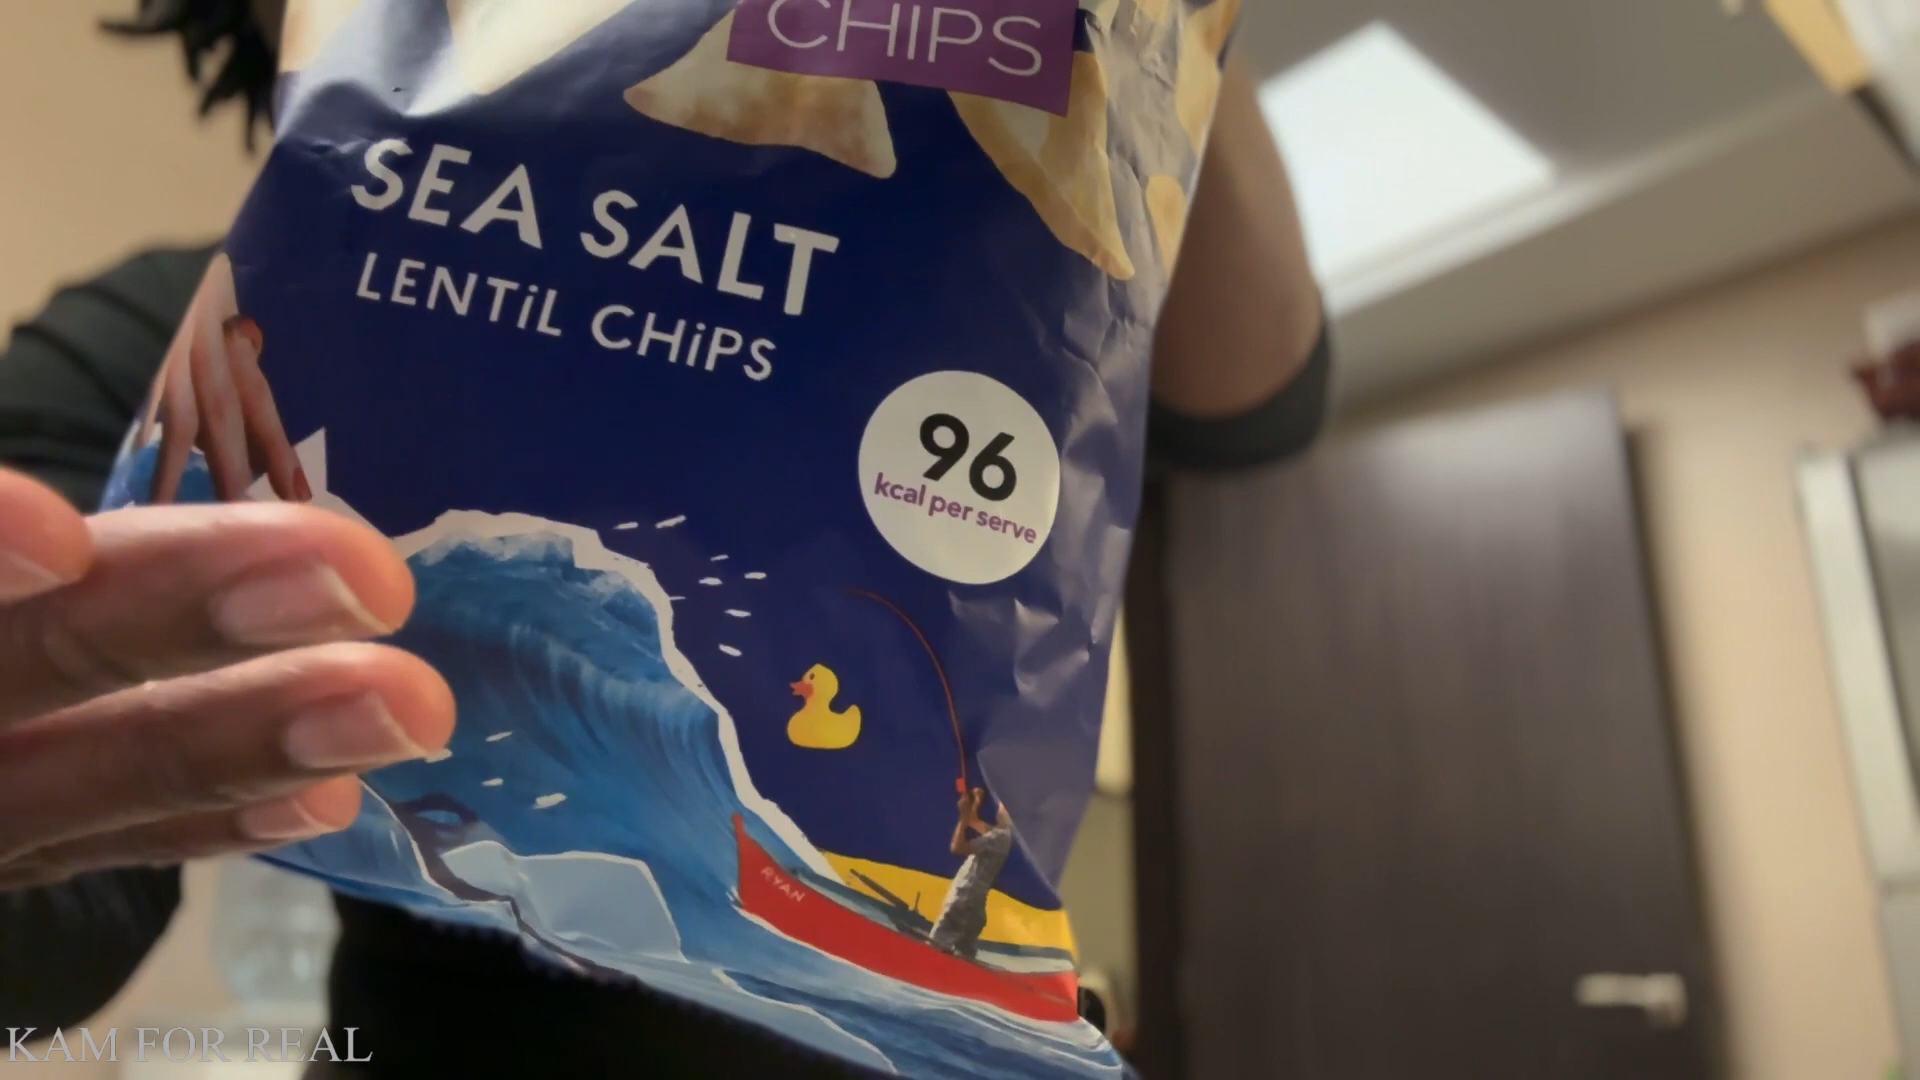 CHIPS
SEA SALT
LENTiL CHiPS
96
kcal per serve
RYAN
KAM FOR REAL